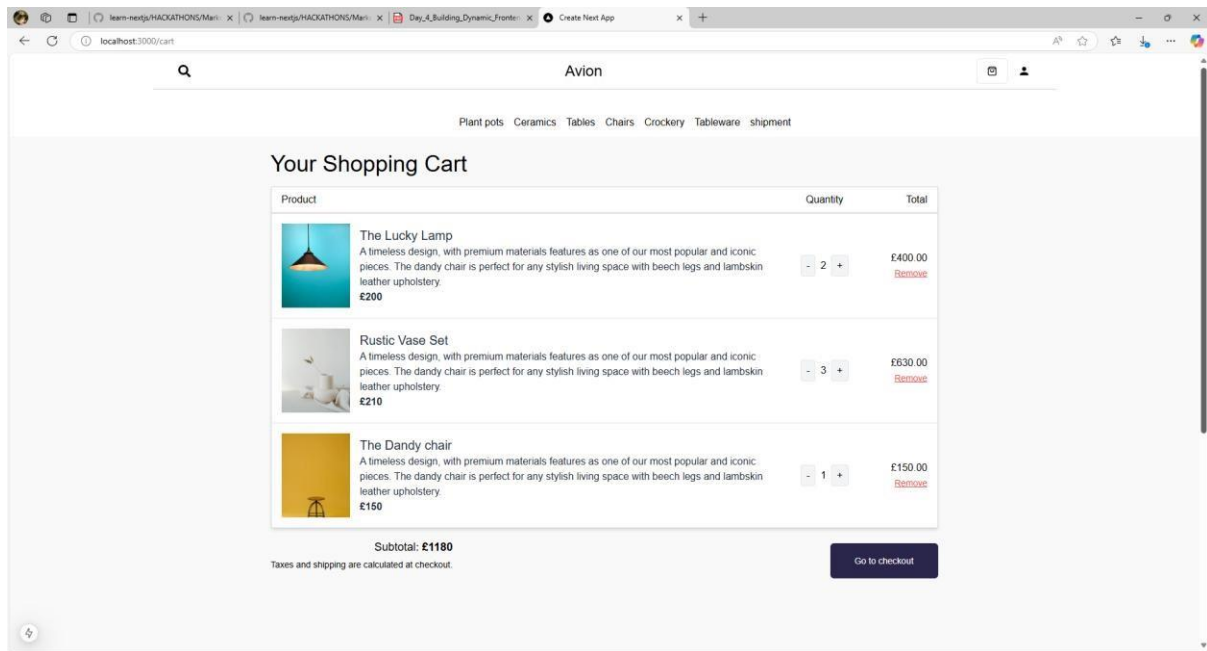 learn-nextjs/HACKATHONS/Mark
learn-nextjs/HACKATHONS/Mark
Day_4_Building_Dynamic_Fronten
Create Next App
localhost:3000/cart
Avion
Plant pots Ceramics Tables Chairs Crockery Tableware shipment
Your Shopping Cart
Product Quantity Total
The Lucky Lamp
A timeless design, with premium materials features as one of our most popular and iconic
pieces. The dandy chair is perfect for any stylish living space with beech legs and lambskin
leather upholstery.
£200
- 2 +
£400.00
Remove
Rustic Vase Set
A timeless design, with premium materials features as one of our most popular and iconic
pieces. The dandy chair is perfect for any stylish living space with beech legs and lambskin
leather upholstery.
£210
- 3 +
£630.00
Remove
The Dandy chair
A timeless design, with premium materials features as one of our most popular and iconic
pieces. The dandy chair is perfect for any stylish living space with beech legs and lambskin
leather upholstery.
£150
- 1 +
£150.00
Remove
Subtotal: £1180
Taxes and shipping are calculated at checkout.
Go to checkout